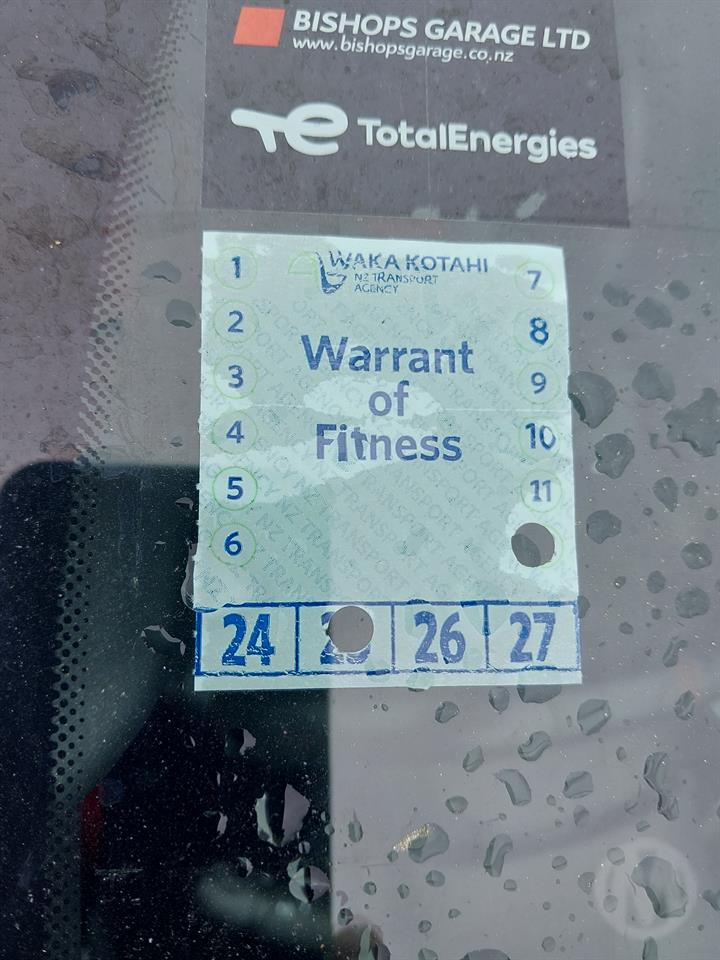 BISHOPS GARAGE LTD
www.bishopsgarage.co.nz
TotalEnergies
WAKA KOTAHI
NZ TRANSPORT
AGENCY
1
2
3
4
5
6
Warrant
of
Fitness
7
8
9
10
11
24 26 27